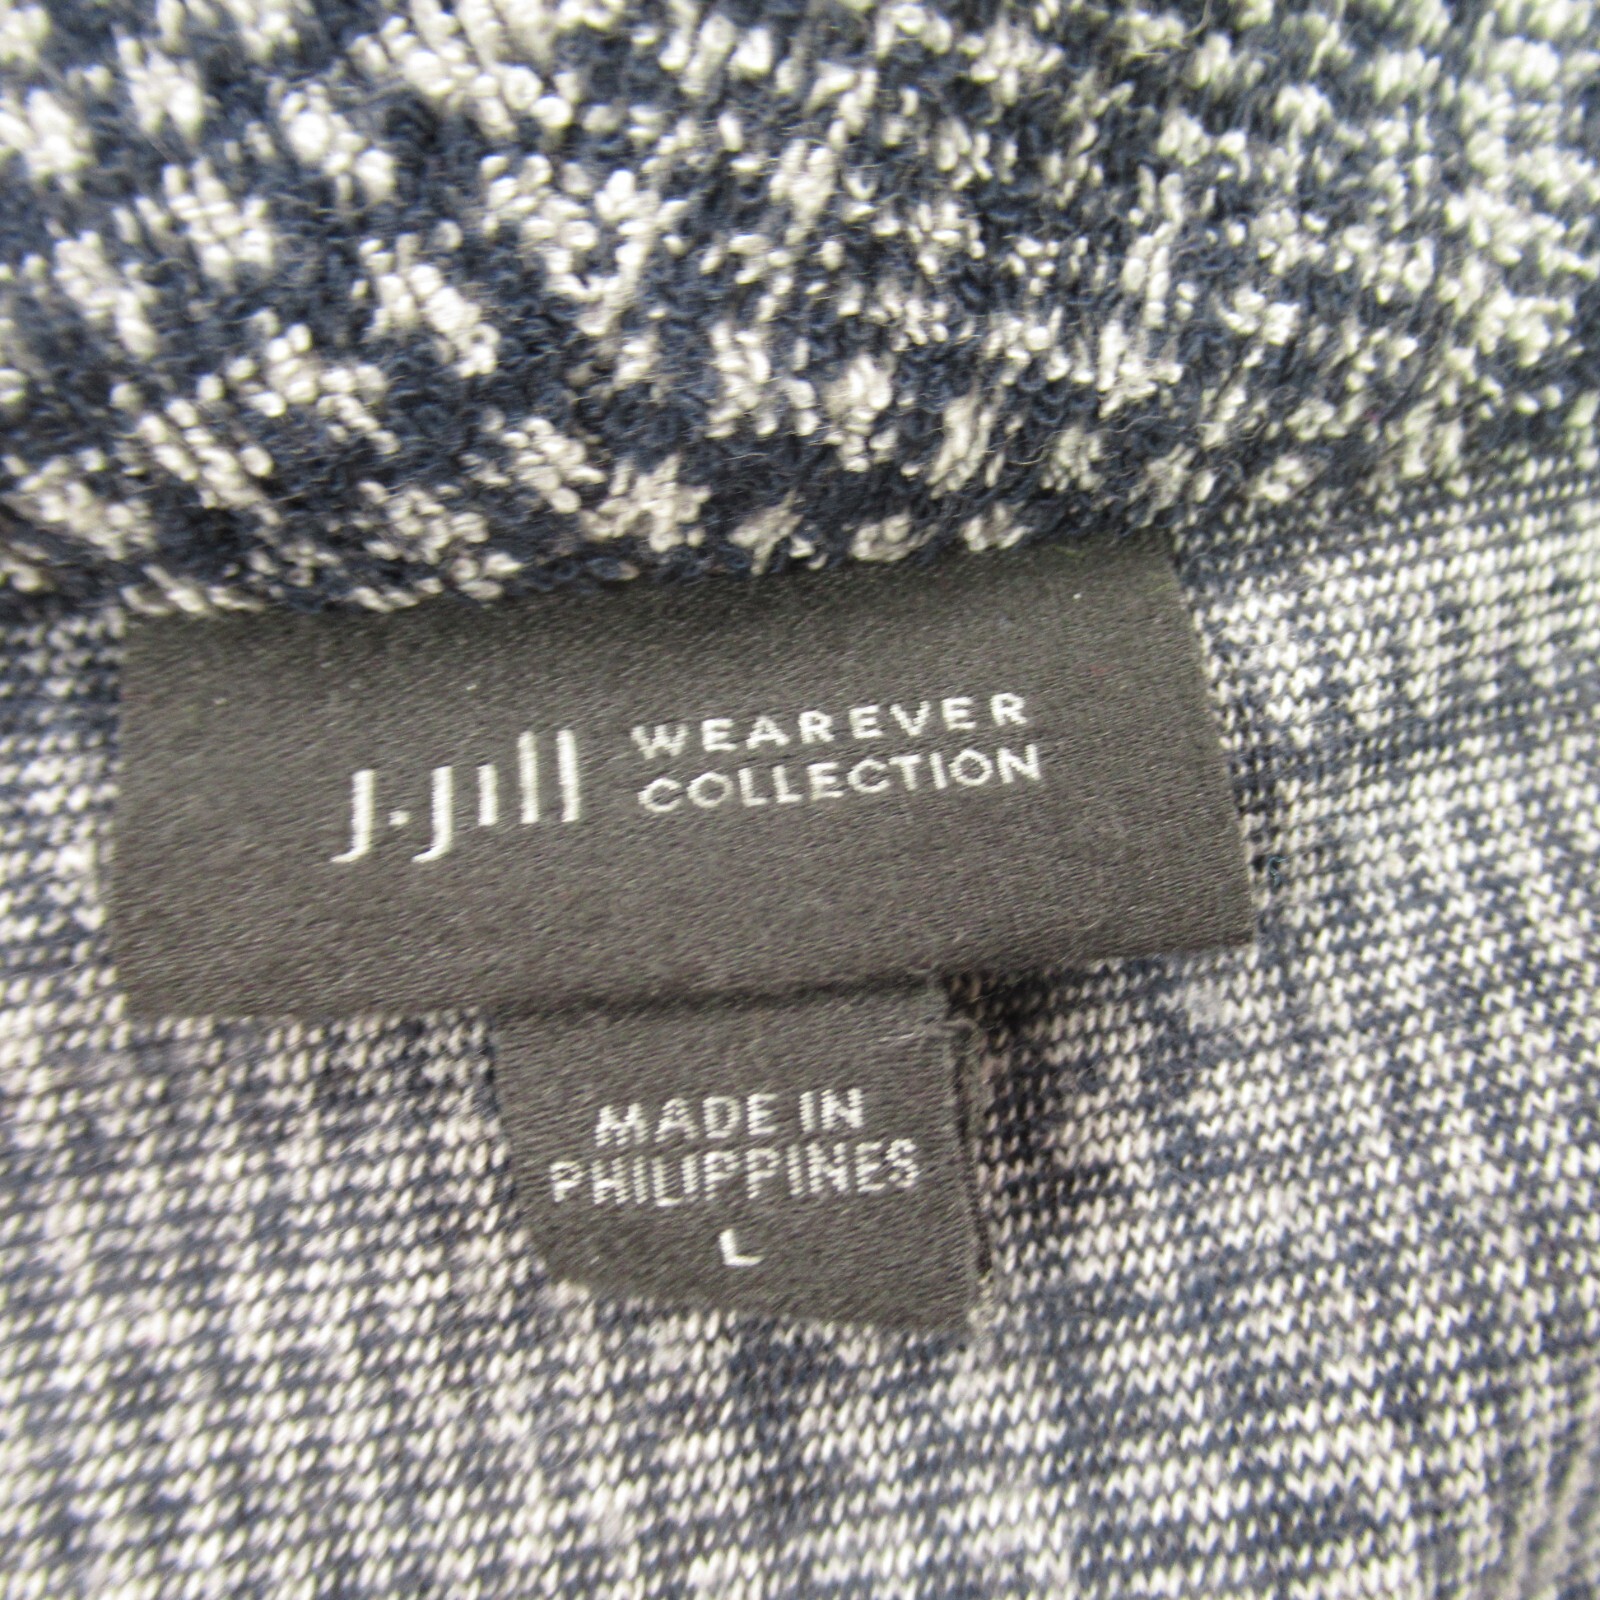 J.Jill WEAREVER
COLLECTION
MADE IN
PHILIPPINES
L